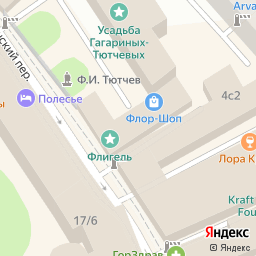 Arva
Усадьба
Гагариных-
Тютчевых
ский пер.
Ф.И. Тютчев
4с2
Полесье
Флор-Шоп
Флигель
Лора К
17/6
Kraft
Fou
ГорЗдрав
© Яндекс